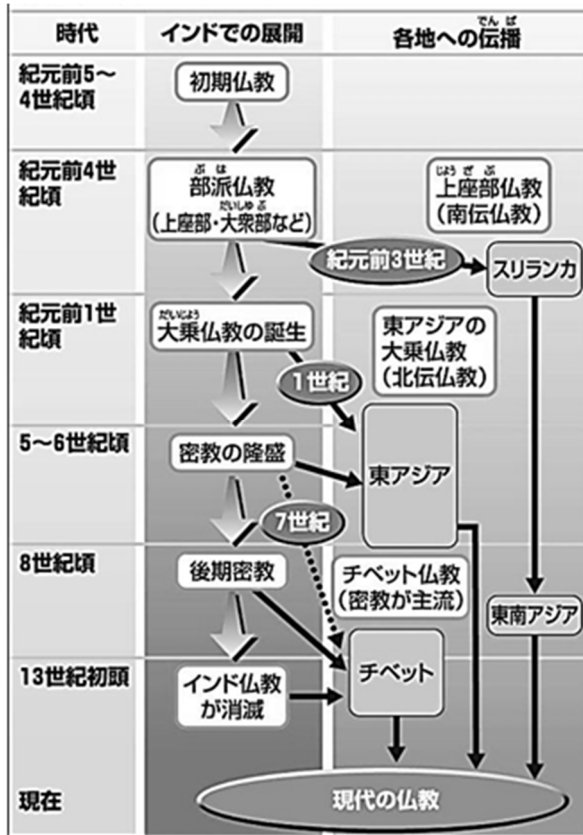 時代
インドでの展開
各地への伝播
でんぱ
紀元前5～
4世紀頃
初期仏教
紀元前4世
紀頃
ぶは
部派仏教
だいしゅぶ
(上座部・大衆部など)
じょうざぶ
上座部仏教
(南伝仏教)
紀元前3世紀
スリランカ
紀元前1世
紀頃
だいじょう
大乗仏教の誕生
1世紀
東アジアの
大乗仏教
(北伝仏教)
5～6世紀頃
密教の隆盛
東アジア
7世紀
8世紀頃
後期密教
チベット仏教
(密教が主流)
東南アジア
13世紀初頭
インド仏教
が消滅
チベット
現在
現代の仏教